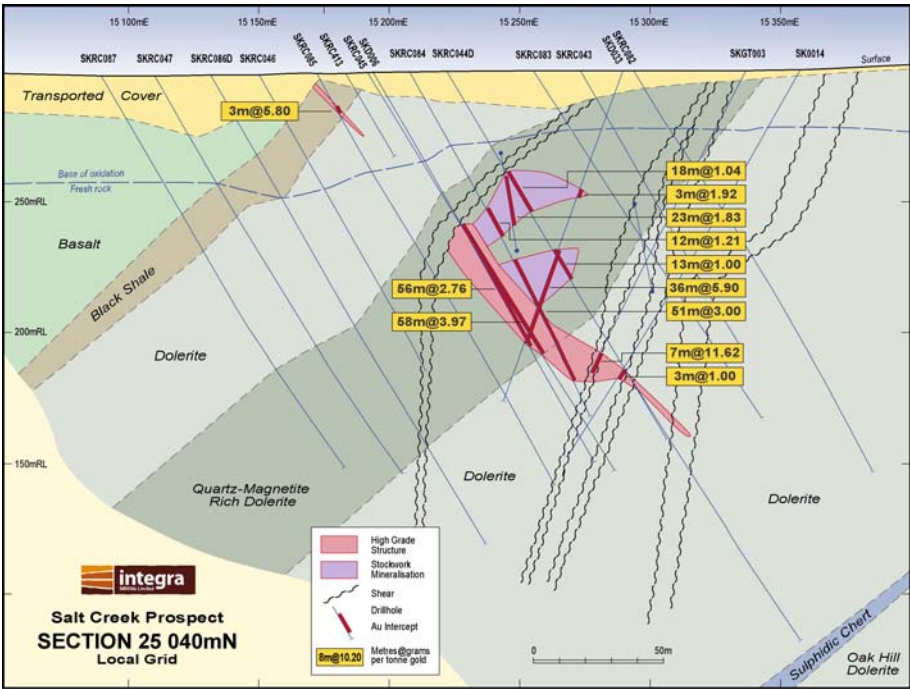 15 100mE
15 150mE
15 200mE
15 250mE
15 300mE
15 350mE
SKRC087
SKRC047
SKRC086D
SKRC046
SKRC085
SKRC413
SKRC045
SKD006
SKRC084
SKRC044D
SKRC083
SKRC043
SKD033
SKRC082
SKGT003
SK0014
Surface
Transported Cover
3m@5.80
Base of oxidation
Fresh rock
250mRL
Basalt
Black Shale
18m@1.04
3m@1.92
23m@1.83
12m@1.21
13m@1.00
36m@5.90
51m@3.00
56m@2.76
58m@3.97
200mRL
Dolerite
7m@11.62
3m@1.00
150mRL
Quartz-Magnetite
Rich Dolerite
Dolerite
Dolerite
integra
Salt Creek Prospect
SECTION 25 040mN
Local Grid
High Grade
Structure
Stockwork
Mineralisation
Shear
Drillhole
Au Intercept
8m@10.20
Metres@grams
per tonne gold
0
50m
Sulphidic Chert
Oak Hill
Dolerite